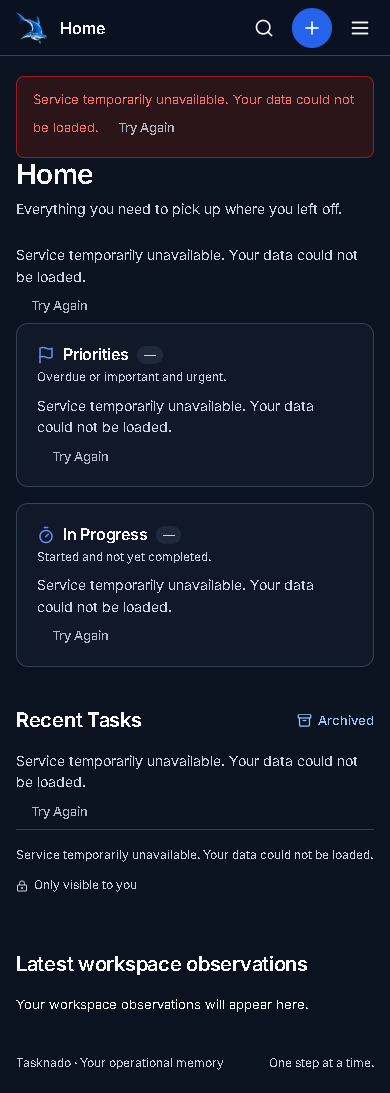 Home
Service temporarily unavailable. Your data could not
be loaded. Try Again
Home
Everything you need to pick up where you left off.
Service temporarily unavailable. Your data could not
be loaded.
Try Again
Priorities —
Overdue or important and urgent.
Service temporarily unavailable. Your data
could not be loaded.
Try Again
In Progress —
Started and not yet completed.
Service temporarily unavailable. Your data
could not be loaded.
Try Again
Recent Tasks Archived
Service temporarily unavailable. Your data could not
be loaded.
Try Again
Service temporarily unavailable. Your data could not be loaded.
Only visible to you
Latest workspace observations
Your workspace observations will appear here.
Tasknado · Your operational memory One step at a time.